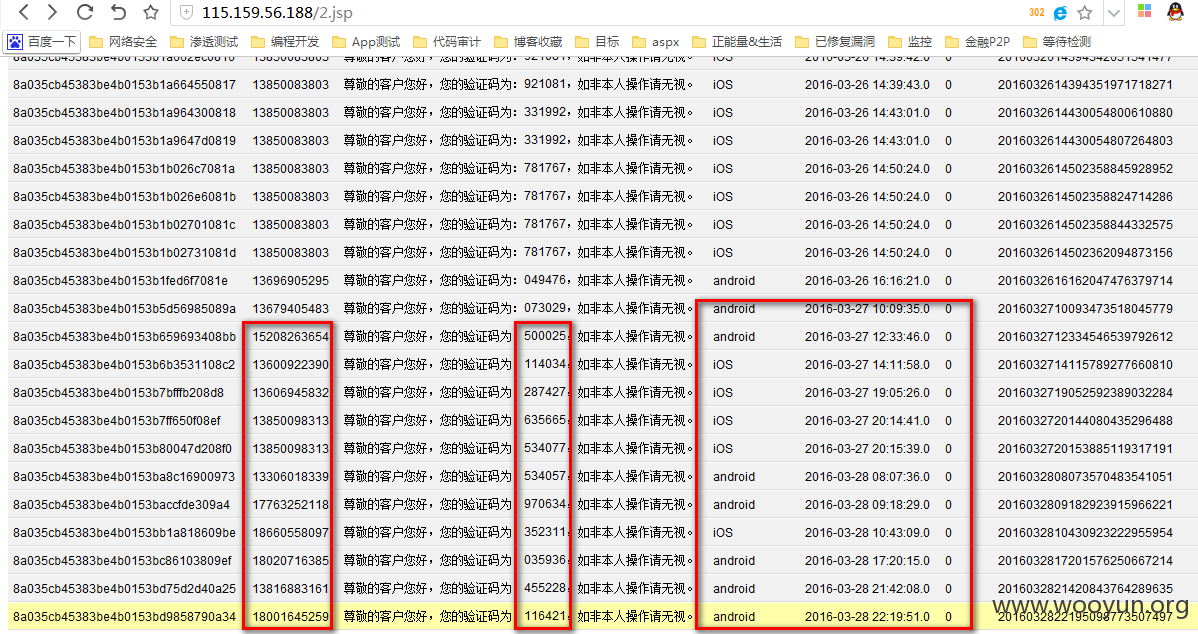 115.159.56.188/2.jsp 302
百度一下 网络安全 渗透测试 编程开发 App测试 代码审计 博客收藏 目标 aspx 正能量&生活 已修复漏洞 监控 金融P2P 等待检测
8a035cb45383be4b0153b1a664550817 13850083803 尊敬的客户您好，您的验证码为：921081，如非本人操作请无视。 iOS 2016-03-26 14:39:43.0 0 20160326143943519717​18271
8a035cb45383be4b0153b1a964300818 13850083803 尊敬的客户您好，您的验证码为：331992，如非本人操作请无视。 iOS 2016-03-26 14:43:01.0 0 2016032614430054800610880
8a035cb45383be4b0153b1a9647d0819 13850083803 尊敬的客户您好，您的验证码为：331992，如非本人操作请无视。 iOS 2016-03-26 14:43:01.0 0 2016032614430054807264803
8a035cb45383be4b0153b1b026c7081a 13850083803 尊敬的客户您好，您的验证码为：781767，如非本人操作请无视。 iOS 2016-03-26 14:50:24.0 0 2016032614502358845928952
8a035cb45383be4b0153b1b026e6081b 13850083803 尊敬的客户您好，您的验证码为：781767，如非本人操作请无视。 iOS 2016-03-26 14:50:24.0 0 2016032614502358824714286
8a035cb45383be4b0153b1b02701081c 13850083803 尊敬的客户您好，您的验证码为：781767，如非本人操作请无视。 iOS 2016-03-26 14:50:24.0 0 2016032614502358844332575
8a035cb45383be4b0153b1b02731081d 13850083803 尊敬的客户您好，您的验证码为：781767，如非本人操作请无视。 iOS 2016-03-26 14:50:24.0 0 2016032614502362094873156
8a035cb45383be4b0153b1fed6f7081e 13696905295 尊敬的客户您好，您的验证码为：049476，如非本人操作请无视。 android 2016-03-26 16:16:21.0 0 2016032616162047476379714
8a035cb45383be4b0153b5d56985089a 13679405483 尊敬的客户您好，您的验证码为：073029，如非本人操作请无视。 android 2016-03-27 10:09:35.0 0 2016032710093473518045779
8a035cb45383be4b0153b659693408bb 15208263654 尊敬的客户您好，您的验证码为：500025，如非本人操作请无视。 android 2016-03-27 12:33:46.0 0 2016032712334546539792612
8a035cb45383be4b0153b6b3531108c2 13600922390 尊敬的客户您好，您的验证码为：114034，如非本人操作请无视。 iOS 2016-03-27 14:11:58.0 0 2016032714115789277660810
8a035cb45383be4b0153b7bfffb208d8 13606945832 尊敬的客户您好，您的验证码为：287427，如非本人操作请无视。 iOS 2016-03-27 19:05:26.0 0 2016032719052592389032284
8a035cb45383be4b0153b7ff650f08ef 13850098313 尊敬的客户您好，您的验证码为：635665，如非本人操作请无视。 iOS 2016-03-27 20:14:41.0 0 2016032720144080435296488
8a035cb45383be4b0153b80047d208f0 13850098313 尊敬的客户您好，您的验证码为：534077，如非本人操作请无视。 iOS 2016-03-27 20:15:39.0 0 2016032720153885119317191
8a035cb45383be4b0153ba8c16900973 13306018339 尊敬的客户您好，您的验证码为：534057，如非本人操作请无视。 android 2016-03-28 08:07:36.0 0 2016032808073570483541051
8a035cb45383be4b0153baccfde309a4 17763252118 尊敬的客户您好，您的验证码为：970634，如非本人操作请无视。 android 2016-03-28 09:18:29.0 0 2016032809182923915966221
8a035cb45383be4b0153bb1a818609be 18660558097 尊敬的客户您好，您的验证码为：352311，如非本人操作请无视。 iOS 2016-03-28 10:43:09.0 0 2016032810430923222955954
8a035cb45383be4b0153bc86103809ef 18020716385 尊敬的客户您好，您的验证码为：035936，如非本人操作请无视。 android 2016-03-28 17:20:15.0 0 2016032817201576250667214
8a035cb45383be4b0153bd75d2d40a25 13816883161 尊敬的客户您好，您的验证码为：455228，如非本人操作请无视。 android 2016-03-28 21:42:08.0 0 2016032821420843764289635
8a035cb45383be4b0153bd9858790a34 18001645259 尊敬的客户您好，您的验证码为：116421，如非本人操作请无视。 android 2016-03-28 22:19:51.0 0 2016032822195098773507497
www.wooyun.org